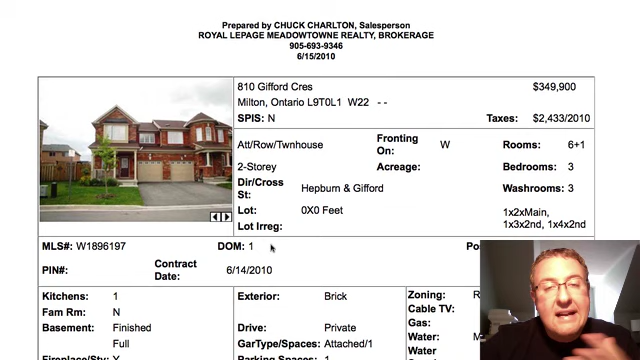 Prepared by CHUCK CHARLTON, Salesperson
ROYAL LEPAGE MEADOWTOWNE REALTY, BROKERAGE
905-693-9346
6/15/2010
810 Gifford Cres $349,900
Milton, Ontario L9T0L1 W22 - -
SPIS: N Taxes: $2,433/2010
Att/Row/Twnhouse Fronting On: W Rooms: 6+1
2-Storey Acreage: Bedrooms: 3
Dir/Cross St: Hepburn & Gifford Washrooms: 3
Lot: 0X0 Feet 1x2xMain,
Lot Irreg: 1x3x2nd, 1x4x2nd
MLS#: W1896197 DOM: 1
PIN#: Contract Date: 6/14/2010
Kitchens: 1 Exterior: Brick Zoning:
Fam Rm: N Cable TV:
Basement: Finished Drive: Private Gas:
Full GarType/Spaces: Attached/1 Water:
Fireplace/Stv: Y Parking Spaces: 1 Water